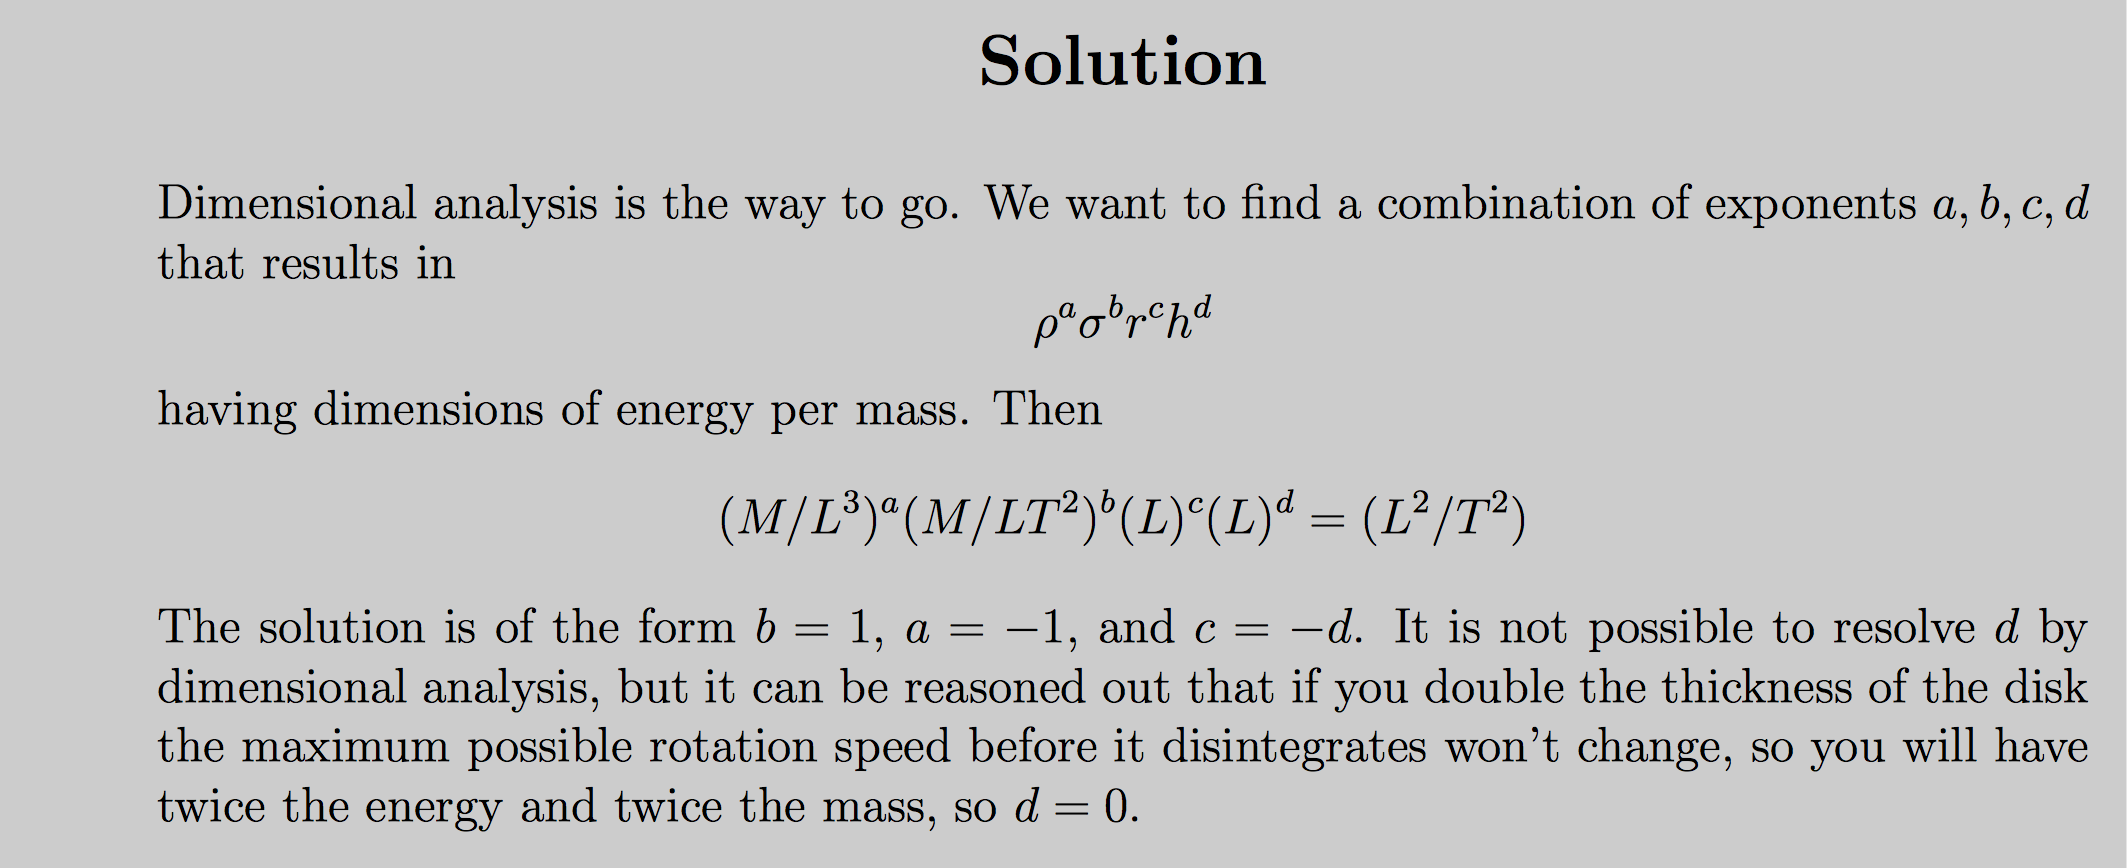 Solution
Dimensional analysis is the way to go. We want to find a combination of exponents a, b, c, d
that results in
ρ^a σ^b r^c h^d
having dimensions of energy per mass. Then
(M/L^3)^a (M/LT^2)^b (L)^c (L)^d = (L^2/T^2)
The solution is of the form b = 1, a = −1, and c = −d. It is not possible to resolve d by
dimensional analysis, but it can be reasoned out that if you double the thickness of the disk
the maximum possible rotation speed before it disintegrates won't change, so you will have
twice the energy and twice the mass, so d = 0.